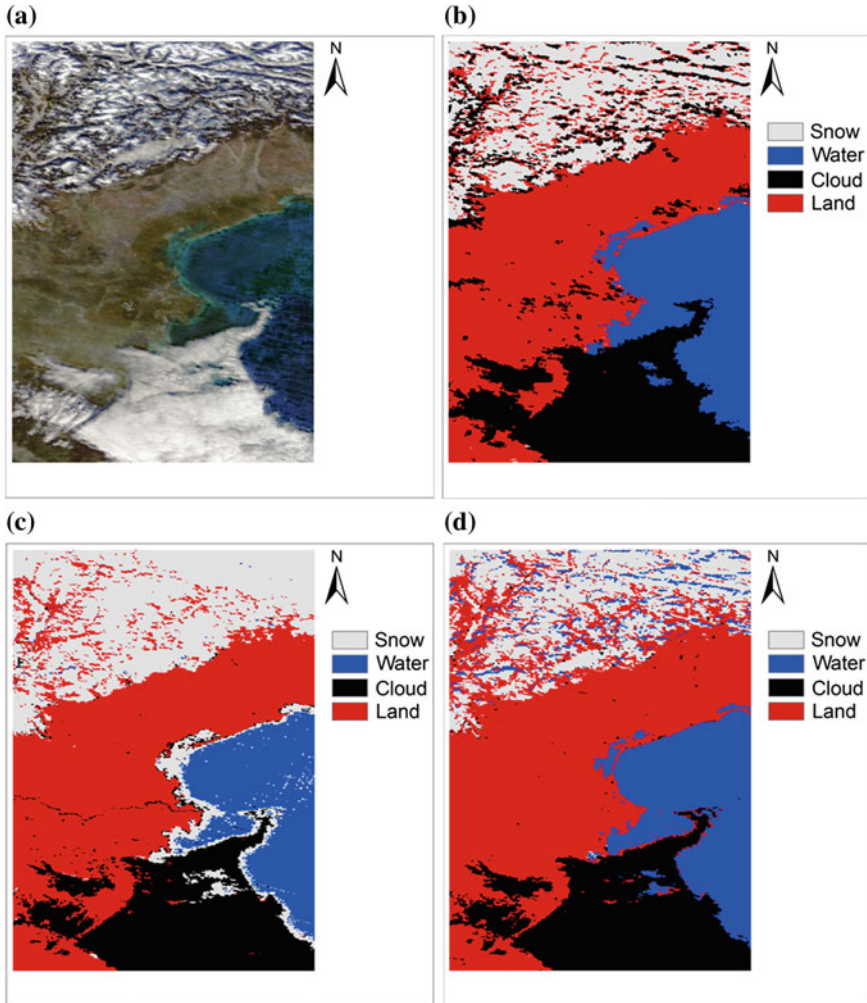 (a)
N
(b)
N
Snow
Water
Cloud
Land
(c)
N
Snow
Water
Cloud
Land
(d)
N
Snow
Water
Cloud
Land